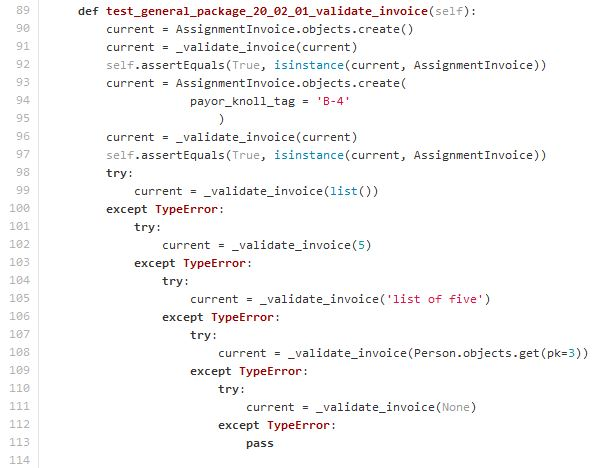 89 def test_general_package_20_02_01_validate_invoice(self):
90 current = AssignmentInvoice.objects.create()
91 current = _validate_invoice(current)
92 self.assertEquals(True, isinstance(current, AssignmentInvoice))
93 current = AssignmentInvoice.objects.create(
94 payor_knoll_tag = 'B-4'
95 )
96 current = _validate_invoice(current)
97 self.assertEquals(True, isinstance(current, AssignmentInvoice))
98 try:
99 current = _validate_invoice(list())
100 except TypeError:
101 try:
102 current = _validate_invoice(5)
103 except TypeError:
104 try:
105 current = _validate_invoice('list of five')
106 except TypeError:
107 try:
108 current = _validate_invoice(Person.objects.get(pk=3))
109 except TypeError:
110 try:
111 current = _validate_invoice(None)
112 except TypeError:
113 pass
114